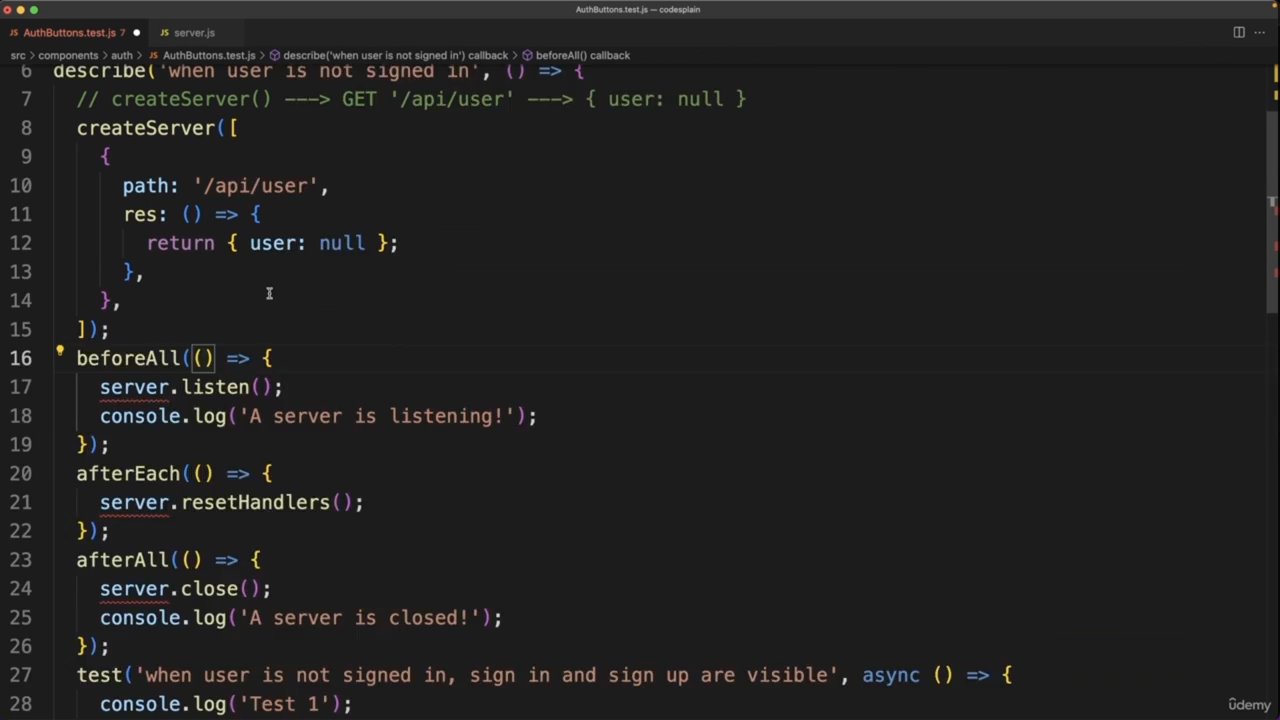 AuthButtons.test.js — codesplain
AuthButtons.test.js 7 server.js
src > components > auth > AuthButtons.test.js > describe('when user is not signed in') callback > beforeAll() callback
6 describe('when user is not signed in', () => {
7 // createServer() ---> GET '/api/user' ---> { user: null }
8 createServer([
9 {
10 path: '/api/user',
11 res: () => {
12 return { user: null };
13 },
14 },
15 ]);
16 beforeAll(() => {
17 server.listen();
18 console.log('A server is listening!');
19 });
20 afterEach(() => {
21 server.resetHandlers();
22 });
23 afterAll(() => {
24 server.close();
25 console.log('A server is closed!');
26 });
27 test('when user is not signed in, sign in and sign up are visible', async () => {
28 console.log('Test 1');
ûdemy